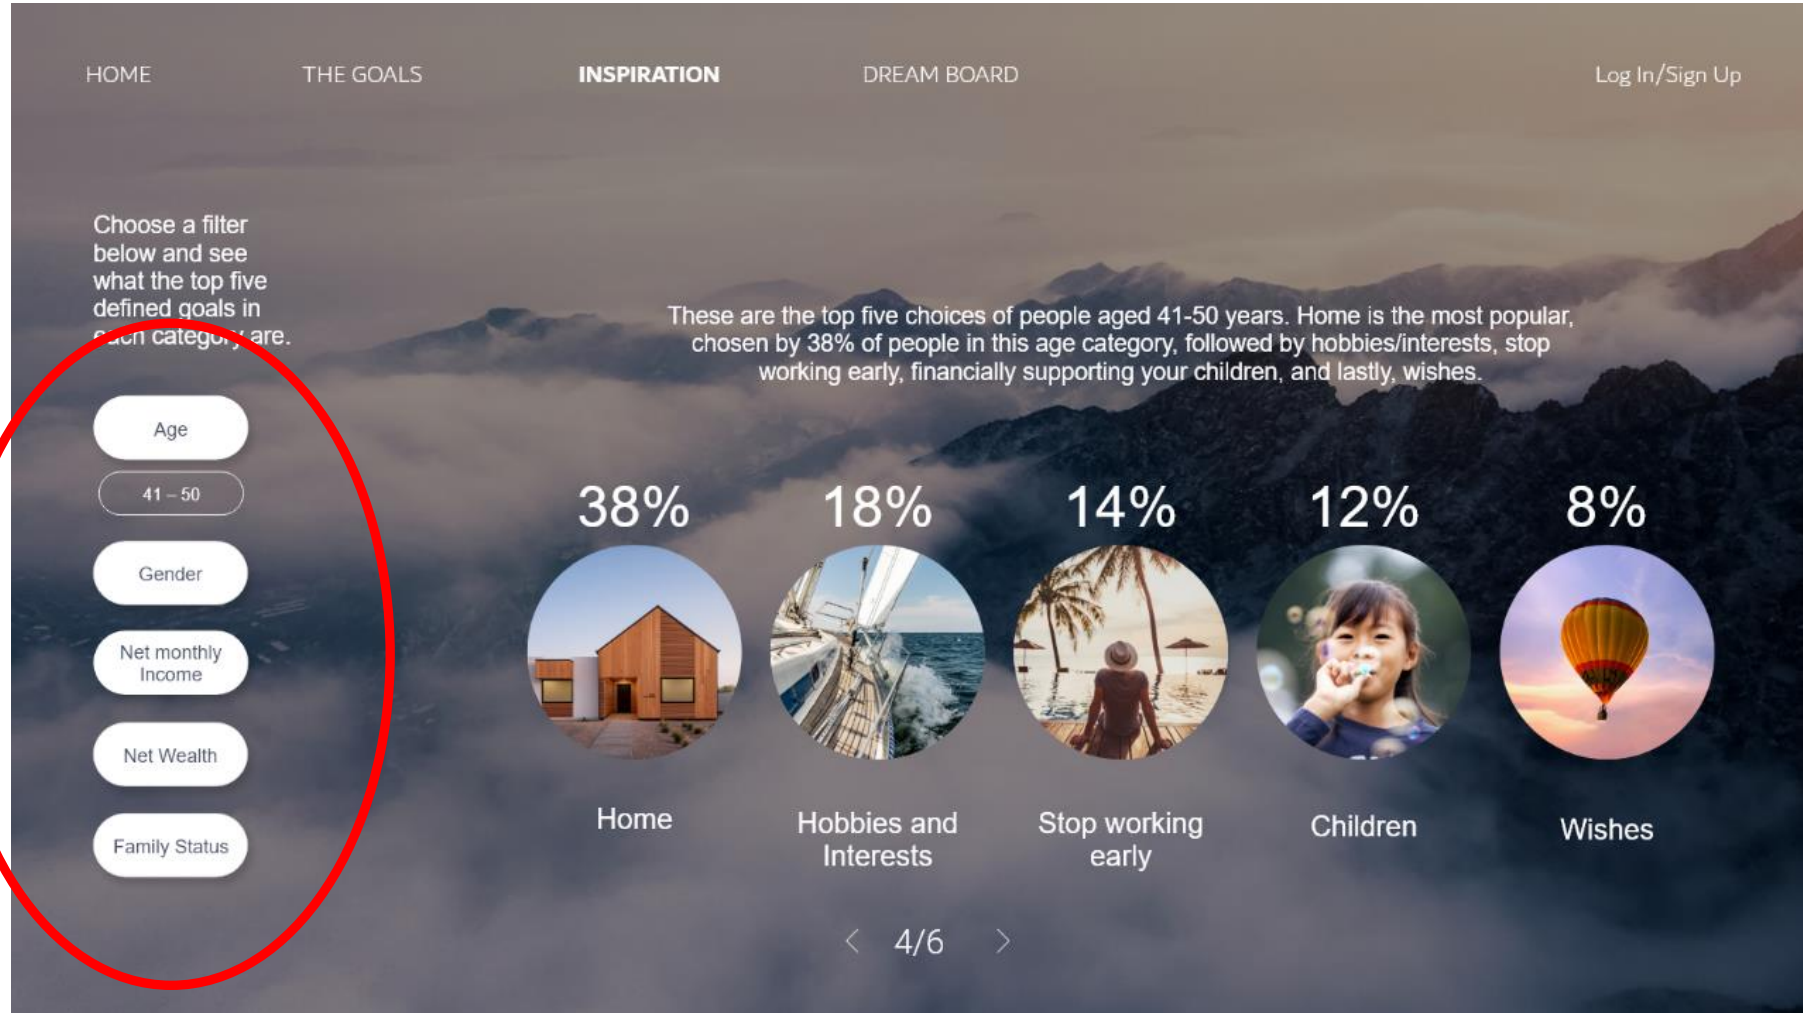 HOME THE GOALS INSPIRATION DREAM BOARD Log In/Sign Up
Choose a filter
below and see
what the top five
defined goals in
each category are.
Age
41 – 50
Gender
Net monthly
Income
Net Wealth
Family Status
These are the top five choices of people aged 41-50 years. Home is the most popular,
chosen by 38% of people in this age category, followed by hobbies/interests, stop
working early, financially supporting your children, and lastly, wishes.
38% 18% 14% 12% 8%
Home
Hobbies and
Interests
Stop working
early
Children
Wishes
4/6